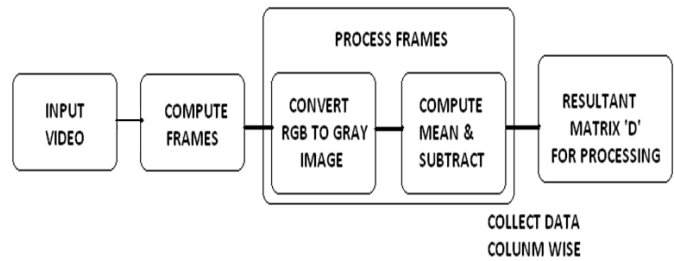 PROCESS FRAMES
INPUT
VIDEO
COMPUTE
FRAMES
CONVERT
RGB TO GRAY
IMAGE
COMPUTE
MEAN &
SUBTRACT
RESULTANT
MATRIX 'D'
FOR PROCESSING
COLLECT DATA
COLUNM WISE